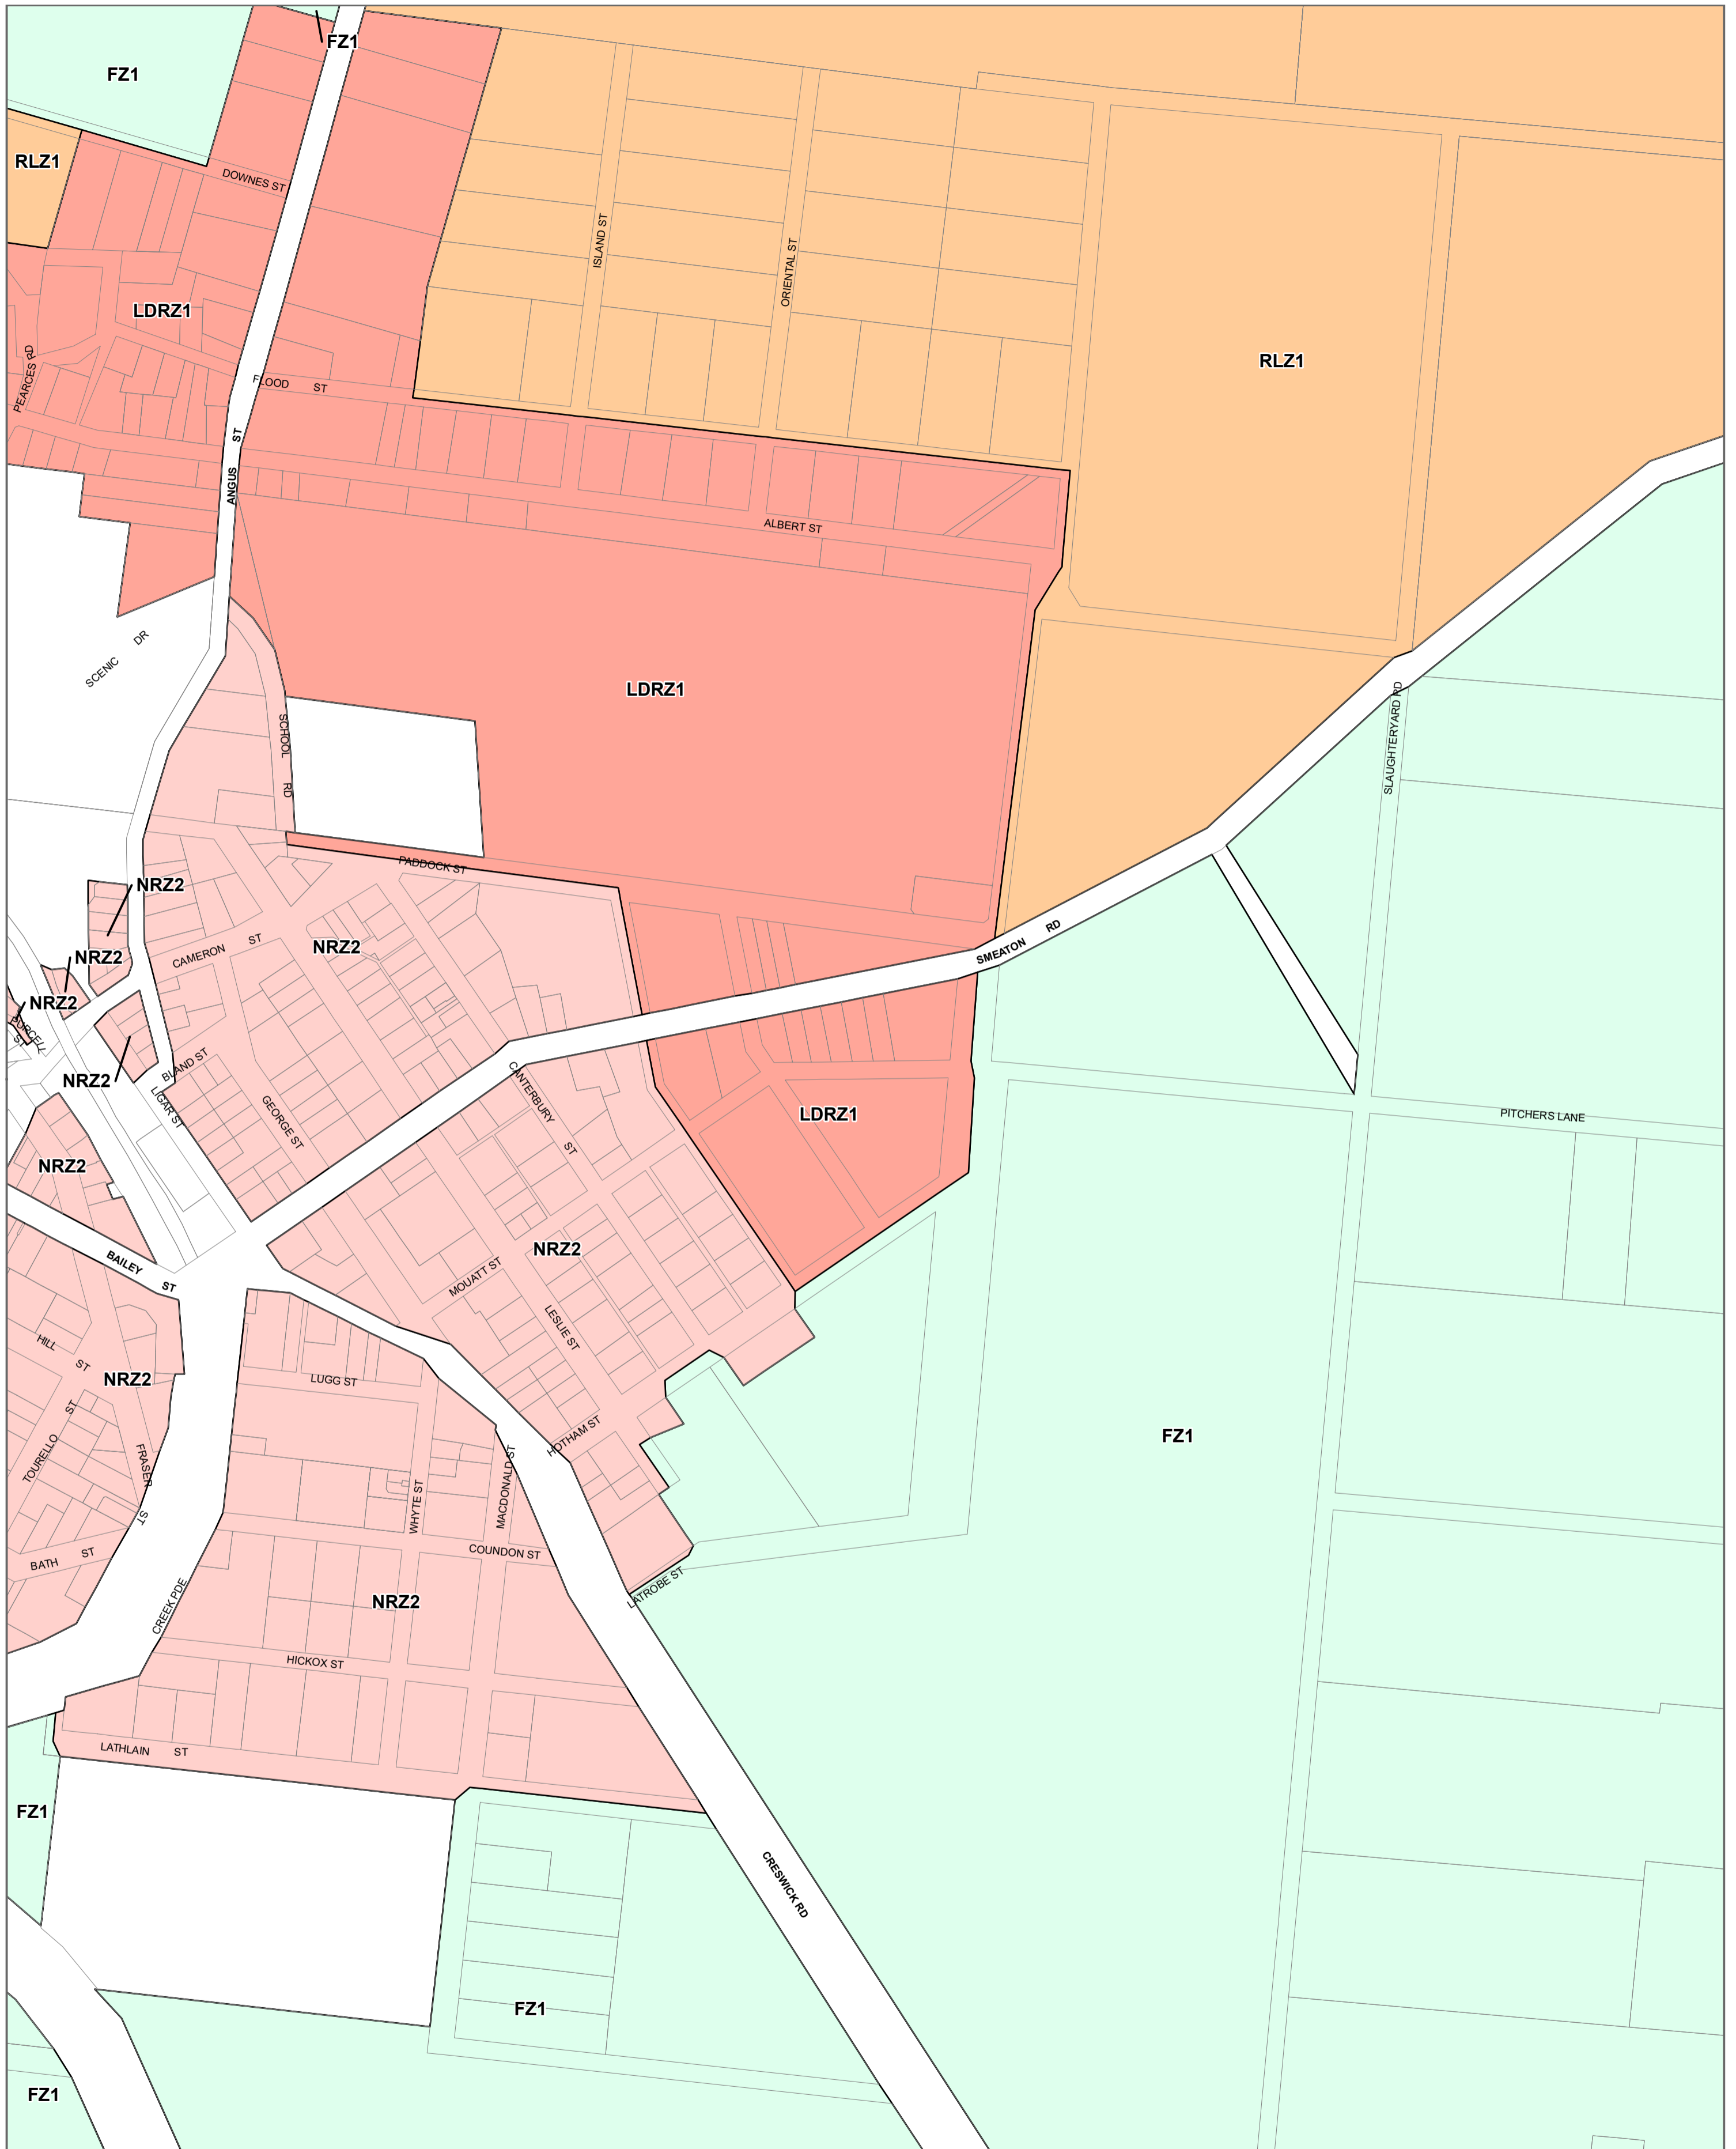 FZ1
FZ1
RLZ1
DOWNES ST
ISLAND ST
ORIENTAL ST
LDRZ1
RLZ1
PEARCES RD
FLOOD ST
ANGUS ST
ALBERT ST
SCENIC DR
LDRZ1
SLAUGHTERYARD RD
SCHOOL RD
PADDOCK ST
NRZ2
NRZ2
CAMERON ST
NRZ2
SMEATON RD
NRZ2
PURCELL ST
BLAND ST
NRZ2
LIGAR ST
GEORGE ST
CANTERBURY ST
LDRZ1
PITCHERS LANE
NRZ2
BAILEY ST
NRZ2
MOUATT ST
LESLIE ST
HILL ST
NRZ2
LUGG ST
TOURELLO ST
FRASER ST
HOTHAM ST
FZ1
WHYTE ST
MACDONALD ST
BATH ST
COUNDON ST
CREEK PDE
NRZ2
LATROBE ST
HICKOX ST
LATHLAIN ST
FZ1
CRESWICK RD
FZ1
FZ1